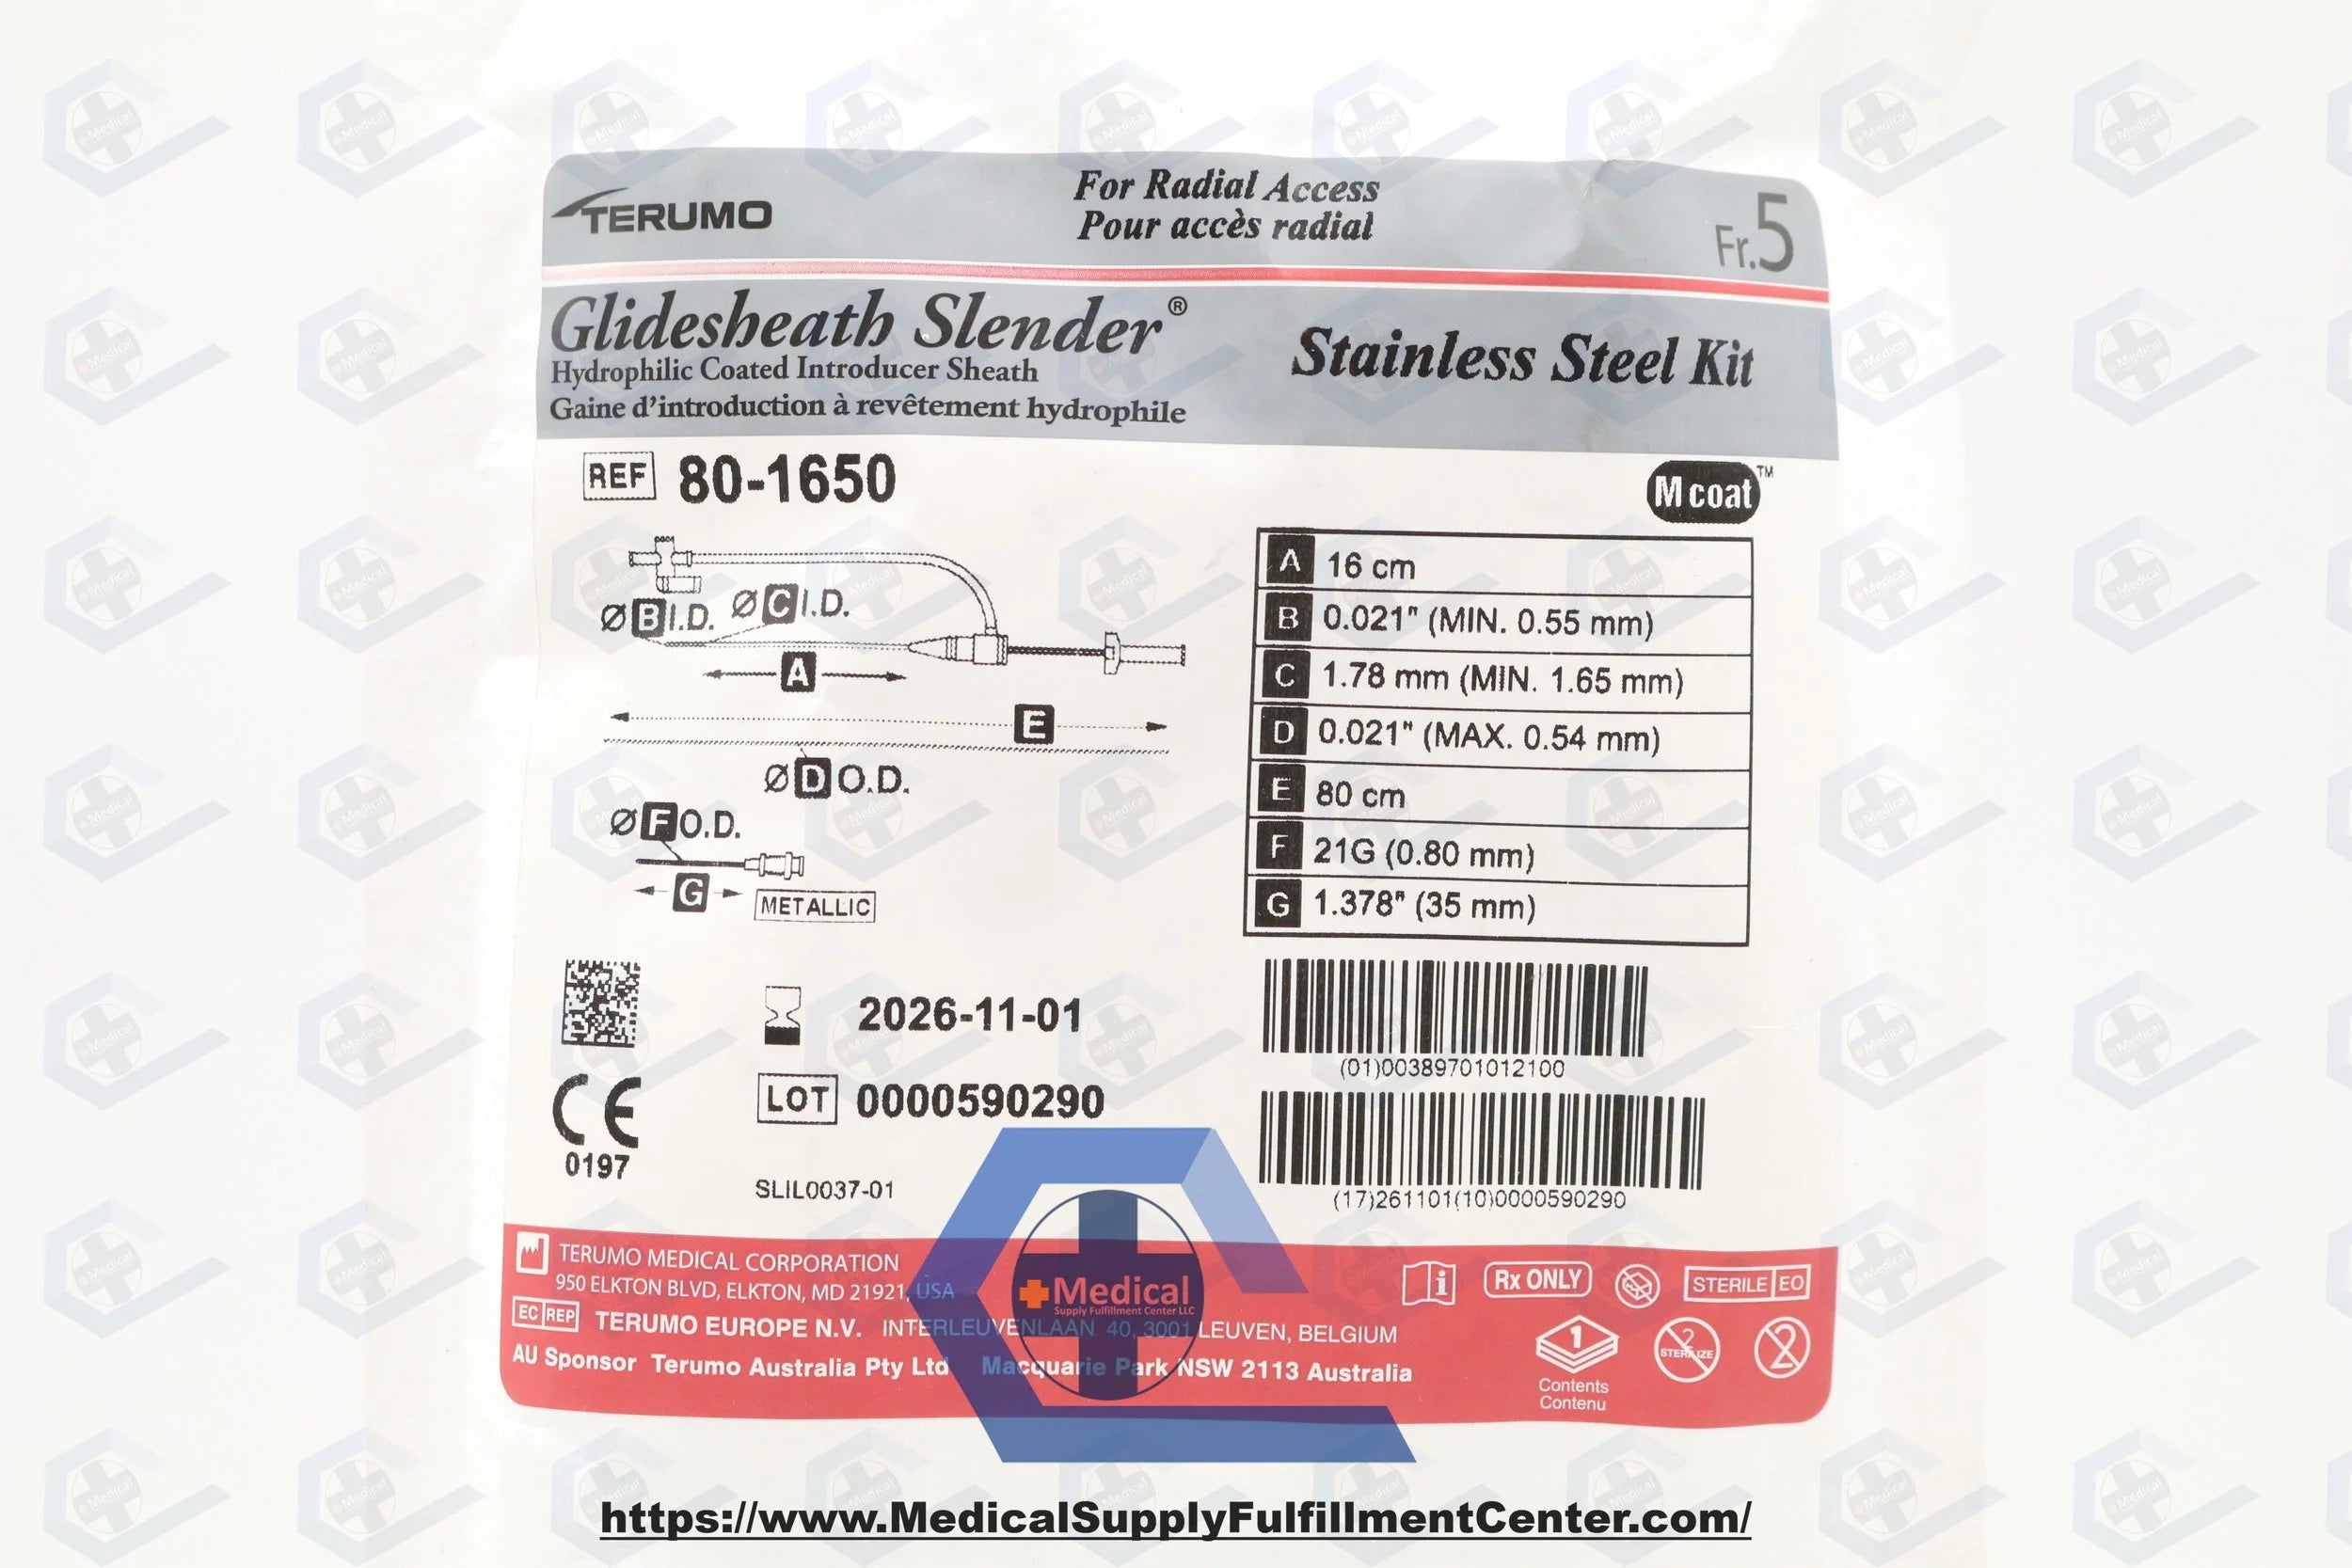 TERUMO
For Radial Access
Pour accès radial
Fr.5
Glidesheath Slender®
Hydrophilic Coated Introducer Sheath
Gaine d'introduction à revêtement hydrophile
Stainless Steel Kit
REF 80-1650
M coat™
Ø B I.D. Ø C I.D.
A
E
Ø D O.D.
Ø F O.D.
G METALLIC
A 16 cm
B 0.021" (MIN. 0.55 mm)
C 1.78 mm (MIN. 1.65 mm)
D 0.021" (MAX. 0.54 mm)
E 80 cm
F 21G (0.80 mm)
G 1.378" (35 mm)
2026-11-01
(01)00389701012100
LOT 0000590290
CE
0197
SLIL0037-01
(17)261101(10)0000590290
TERUMO MEDICAL CORPORATION
950 ELKTON BLVD, ELKTON, MD 21921, USA
EC REP TERUMO EUROPE N.V. INTERLEUVENLAAN 40, 3001 LEUVEN, BELGIUM
AU Sponsor Terumo Australia Pty Ltd Macquarie Park NSW 2113 Australia
i Rx ONLY STERILE EO
1
Contents
Contenu
2
STERILIZE
2
Medical
Supply Fulfillment Center LLC
https://www.MedicalSupplyFulfillmentCenter.com/